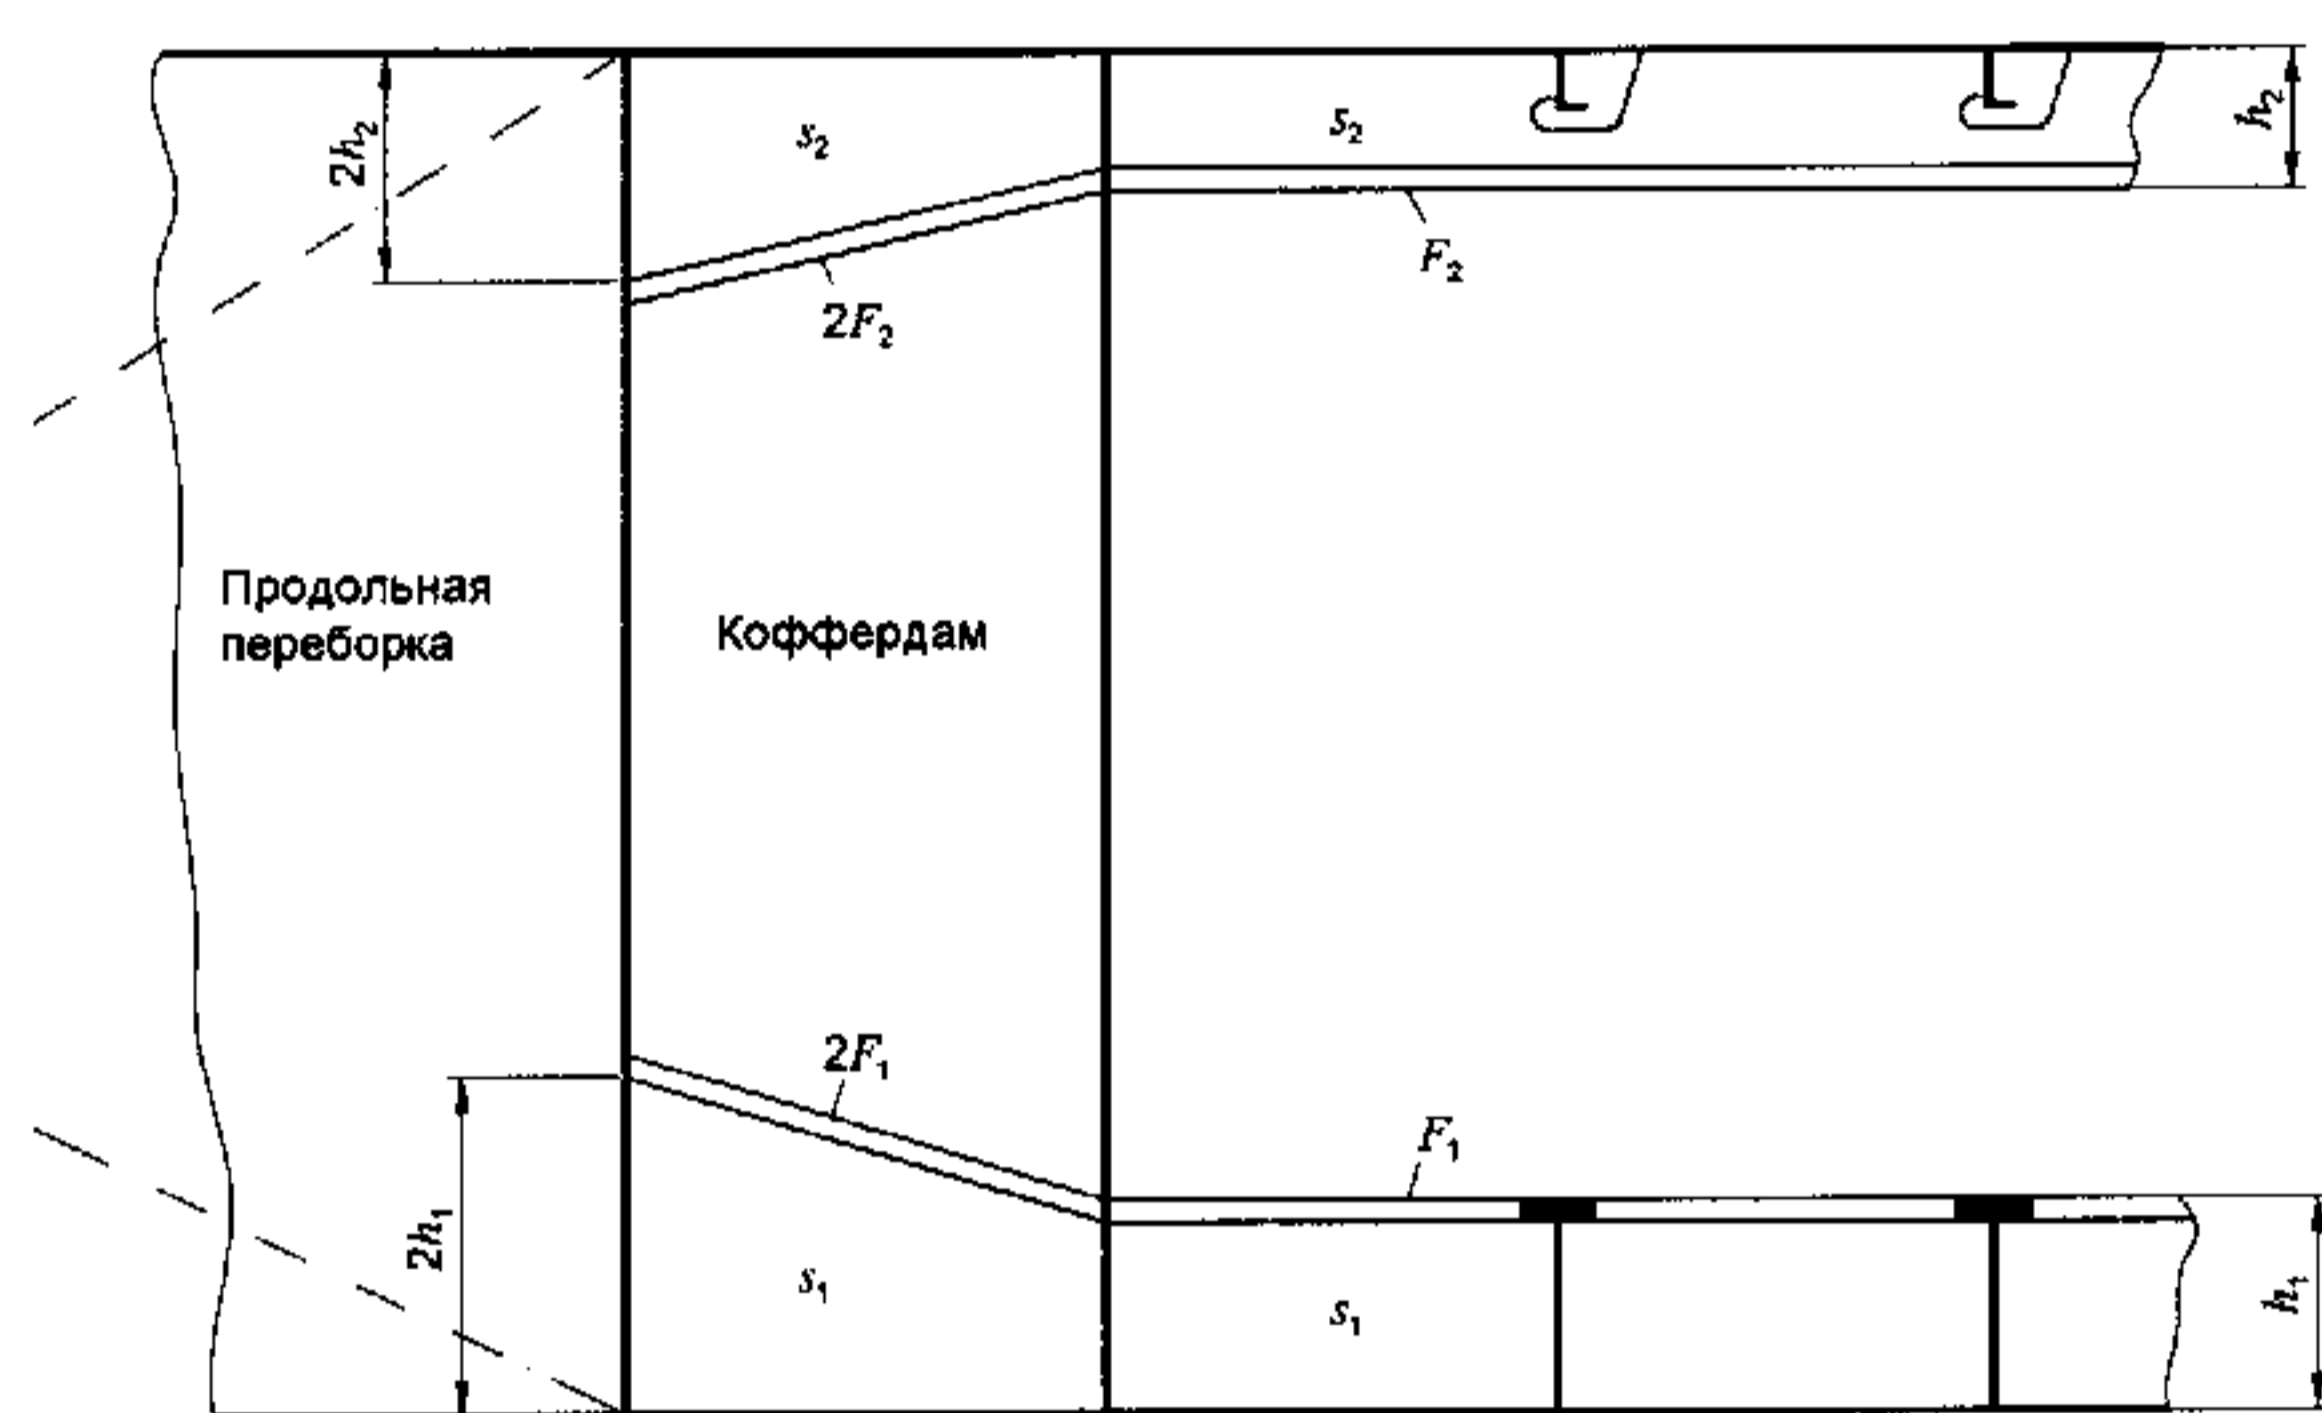 2h₂
s₂
s₂
h₂
F₂
2F₂
Продольная
переборка
Коффердам
2F₁
F₁
2h₁
s₁
s₁
h₁